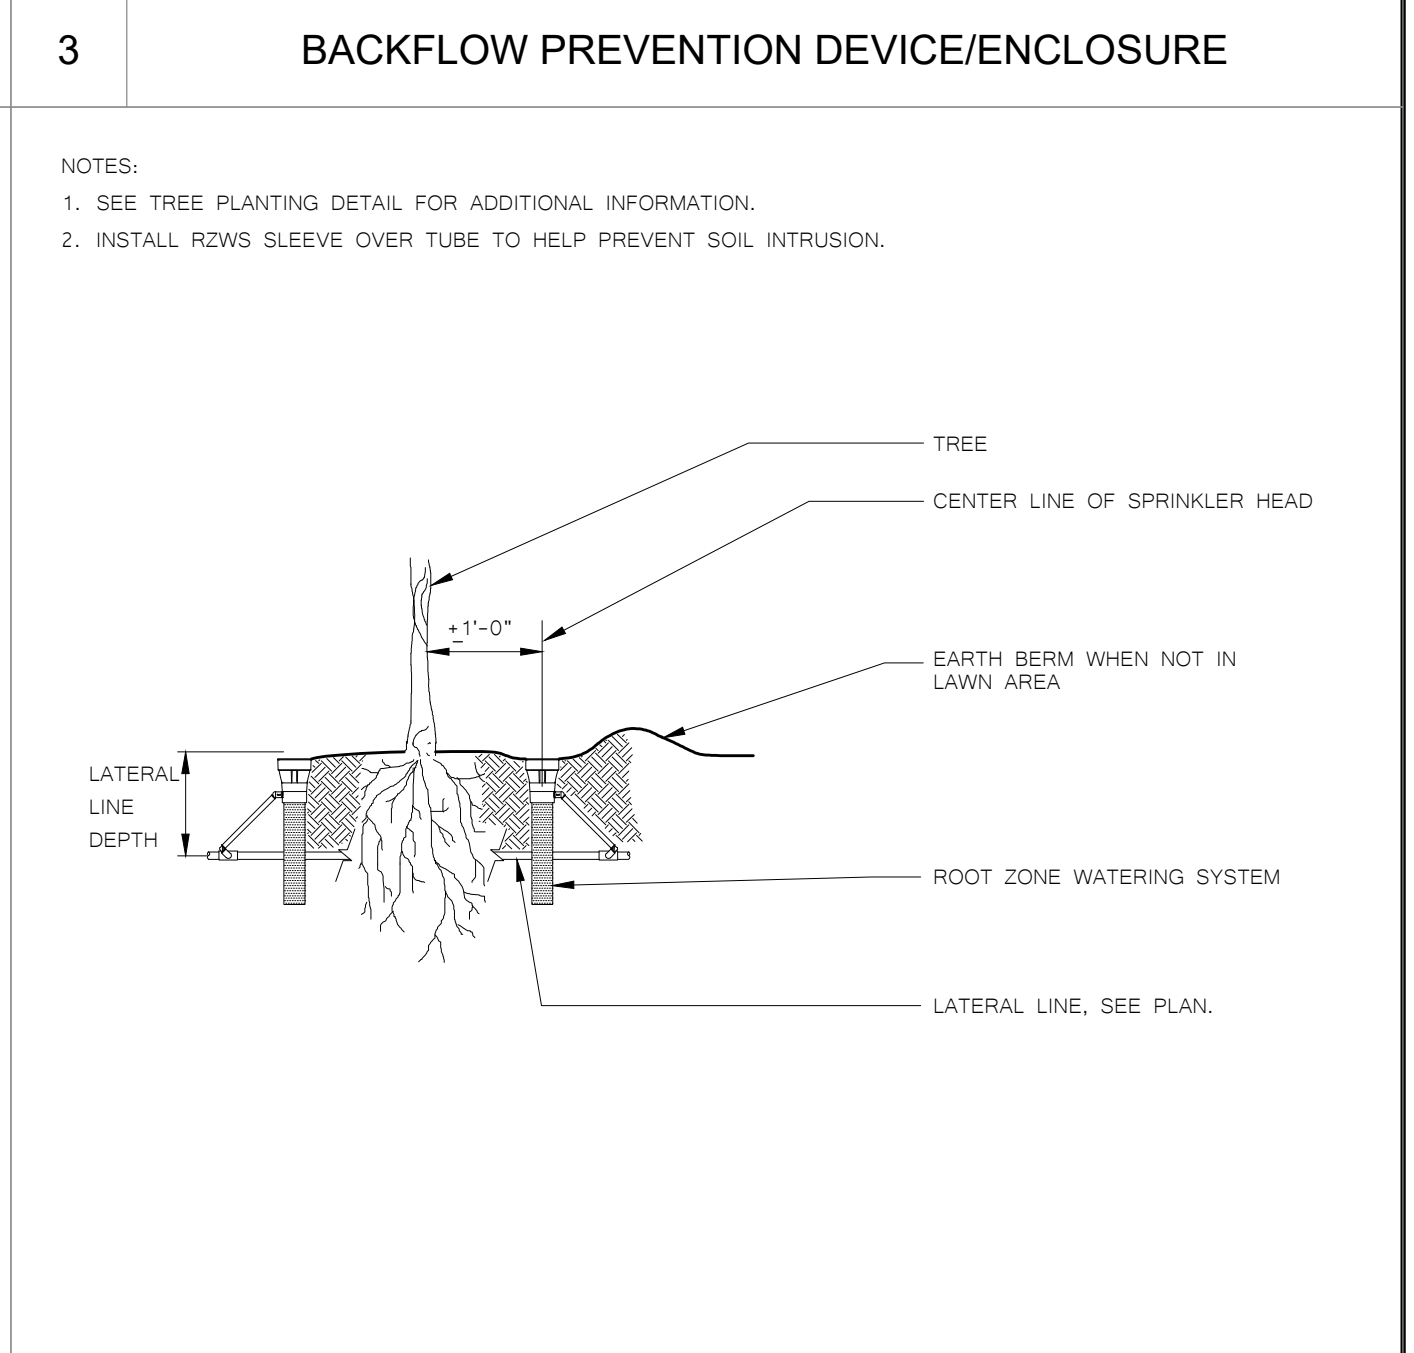 3
BACKFLOW PREVENTION DEVICE/ENCLOSURE
NOTES:
1. SEE TREE PLANTING DETAIL FOR ADDITIONAL INFORMATION.
2. INSTALL RZWS SLEEVE OVER TUBE TO HELP PREVENT SOIL INTRUSION.
TREE
CENTER LINE OF SPRINKLER HEAD
±1'-0"
EARTH BERM WHEN NOT IN
LAWN AREA
LATERAL
LINE
DEPTH
ROOT ZONE WATERING SYSTEM
LATERAL LINE, SEE PLAN.